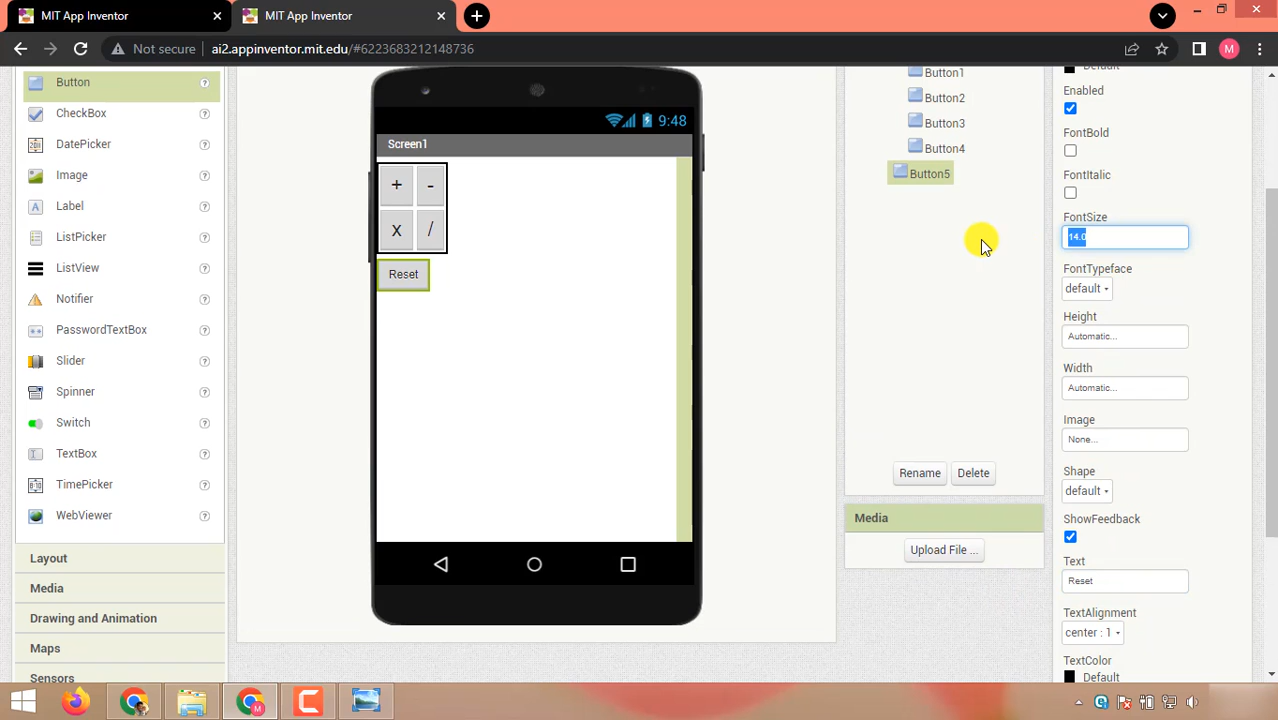 MIT App Inventor
MIT App Inventor
Not secure
ai2.appinventor.mit.edu/#6223683212148736
M
Button
CheckBox
DatePicker
Image
Label
ListPicker
ListView
Notifier
PasswordTextBox
Slider
Spinner
Switch
TextBox
TimePicker
WebViewer
Layout
Media
Drawing and Animation
Maps
Sensors
9:48
Screen1
+ -
x /
Reset
Button1
Button2
Button3
Button4
Button5
Rename Delete
Media
Upload File ...
Default
Enabled
FontBold
FontItalic
FontSize
14.0
FontTypeface
default
Height
Automatic...
Width
Automatic...
Image
None...
Shape
default
ShowFeedback
Text
Reset
TextAlignment
center : 1
TextColor
Default